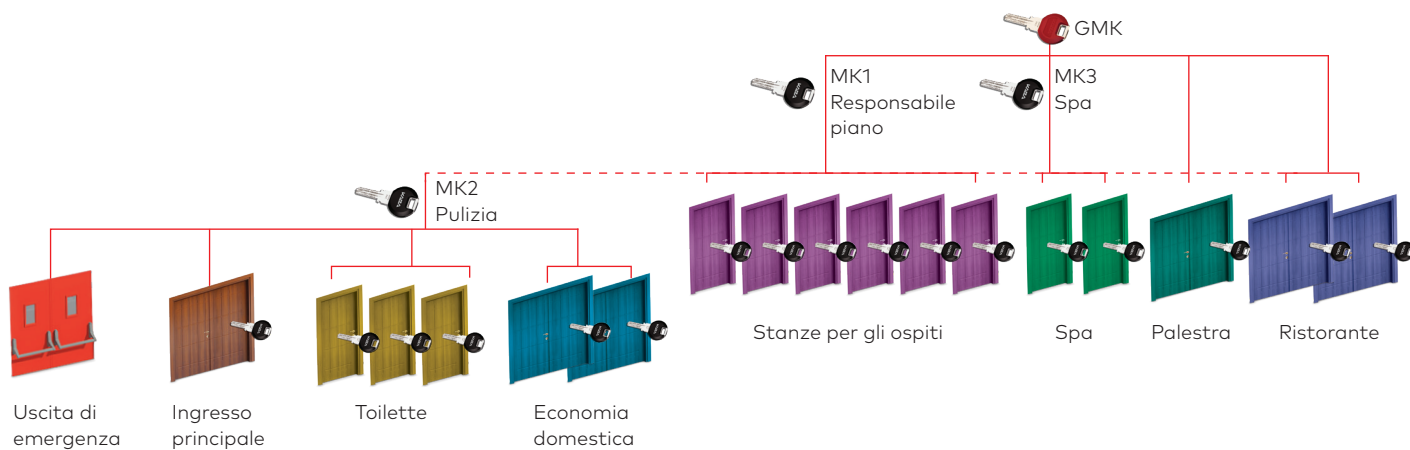 GMK
MK1
Responsabile
piano
MK3
Spa
MK2
Pulizia
Stanze per gli ospiti
Spa
Palestra
Ristorante
Uscita di
emergenza
Ingresso
principale
Toilette
Economia
domestica